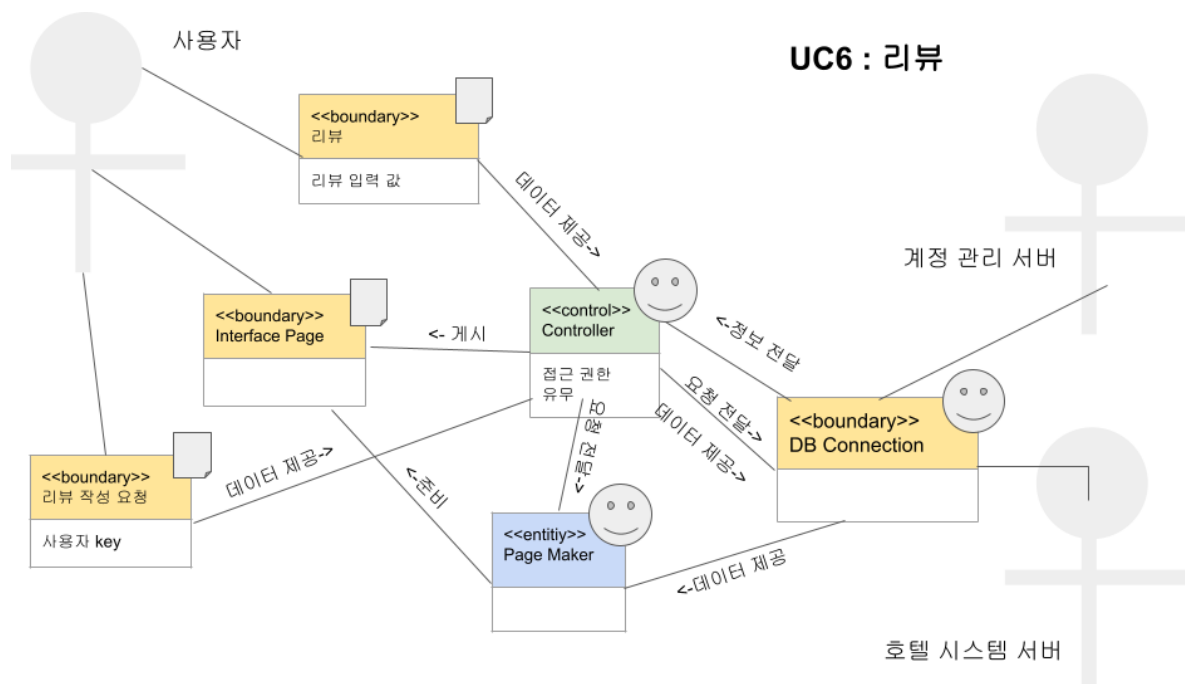 사용자
UC6 : 리뷰
<<boundary>>
리뷰
리뷰 입력 값
데이터 제공->
계정 관리 서버
<<boundary>>
Interface Page
<- 게시
<<control>>
Controller
접근 권한
유무
<-정보 전달
요청 전달->
데이터 제공->
요청 전달->
<<boundary>>
DB Connection
<<boundary>>
리뷰 작성 요청
사용자 key
데이터 제공->
<-준비
<<entitiy>>
Page Maker
<-데이터 제공
호텔 시스템 서버